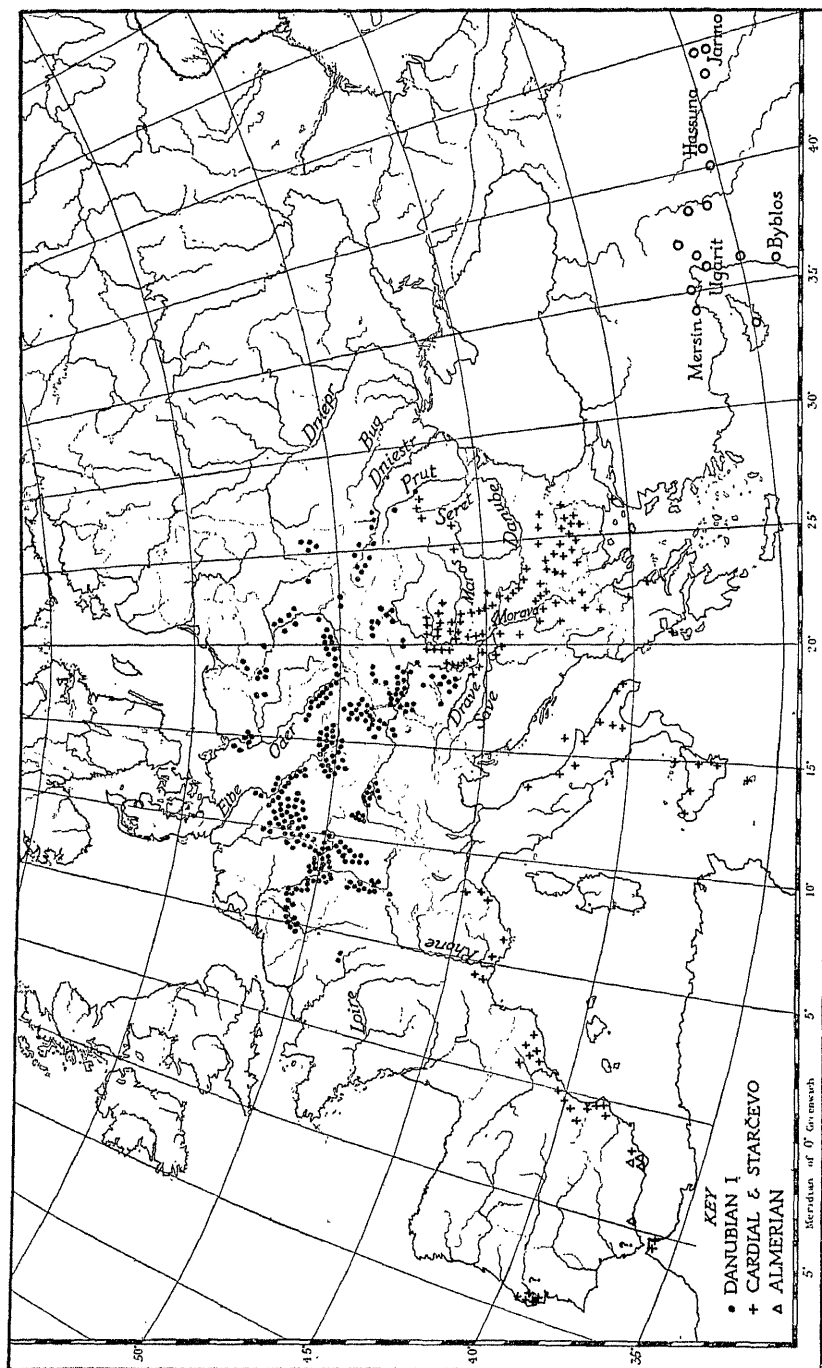 Dniepr
Bug
Dniestr
Prut
Seret
Danube
Maros
Morava
Drave
Save
Oder
Elbe
Rhone
Loire
Mersin
Ugarit
Byblos
Hassuna
Jarmo
KEY
• DANUBIAN I
+ CARDIAL & STARČEVO
△ ALMERIAN
?
?
50°
45°
40°
35°
5°
Meridian of 0° Greenwich
5°
10°
15°
20°
25°
30°
35°
40°